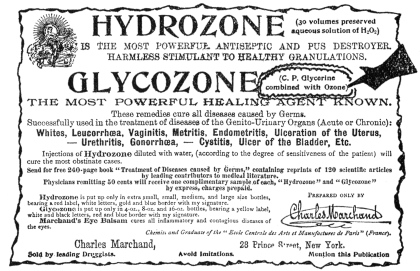 HYDROZONE (30 volumes preserved aqueous solution of H₂O₂)
IS THE MOST POWERFUL ANTISEPTIC AND PUS DESTROYER.
HARMLESS STIMULANT TO HEALTHY GRANULATIONS.
GLYCOZONE (C. P. Glycerine combined with Ozone)
THE MOST POWERFUL HEALING AGENT KNOWN.
These remedies cure all diseases caused by Germs.
Successfully used in the treatment of diseases of the Genito-Urinary Organs (Acute or Chronic):
Whites, Leucorrhœa, Vaginitis, Metritis, Endometritis, Ulceration of the Uterus,
— Urethritis, Gonorrhœa, — Cystitis, Ulcer of the Bladder, Etc.
Injections of Hydrozone diluted with water, (according to the degree of sensitiveness of the patient) will
cure the most obstinate cases.
Send for free 240-page book "Treatment of Diseases caused by Germs," containing reprints of 120 scientific articles
by leading contributors to medical literature.
Physicians remitting 50 cents will receive one complimentary sample of each, "Hydrozone" and "Glycozone"
by express, charges prepaid.
Hydrozone is put up only in extra small, small, medium, and large size bottles,
bearing a red label, white letters, gold and blue border with my signature.
Glycozone is put up only in 4-oz., 8-oz. and 16-oz. bottles, bearing a yellow label,
white and black letters, red and blue border with my signature.
Marchand's Eye Balsam cures all inflammatory and contagious diseases of
the eyes.
PREPARED ONLY BY
Charles Marchand
Chemist and Graduate of the "Ecole Centrale des Arts et Manufactures de Paris" (France).
Charles Marchand, 28 Prince Street, New York.
Sold by leading Druggists. Avoid imitations. Mention this Publication